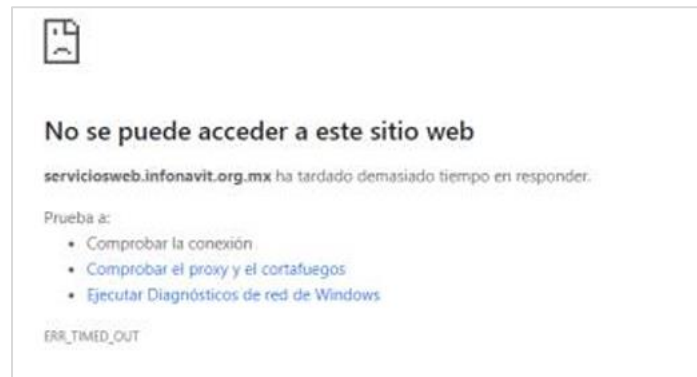 No se puede acceder a este sitio web
serviciosweb.infonavit.org.mx ha tardado demasiado tiempo en responder.
Prueba a:
• Comprobar la conexión
• Comprobar el proxy y el cortafuegos
• Ejecutar Diagnósticos de red de Windows
ERR_TIMED_OUT